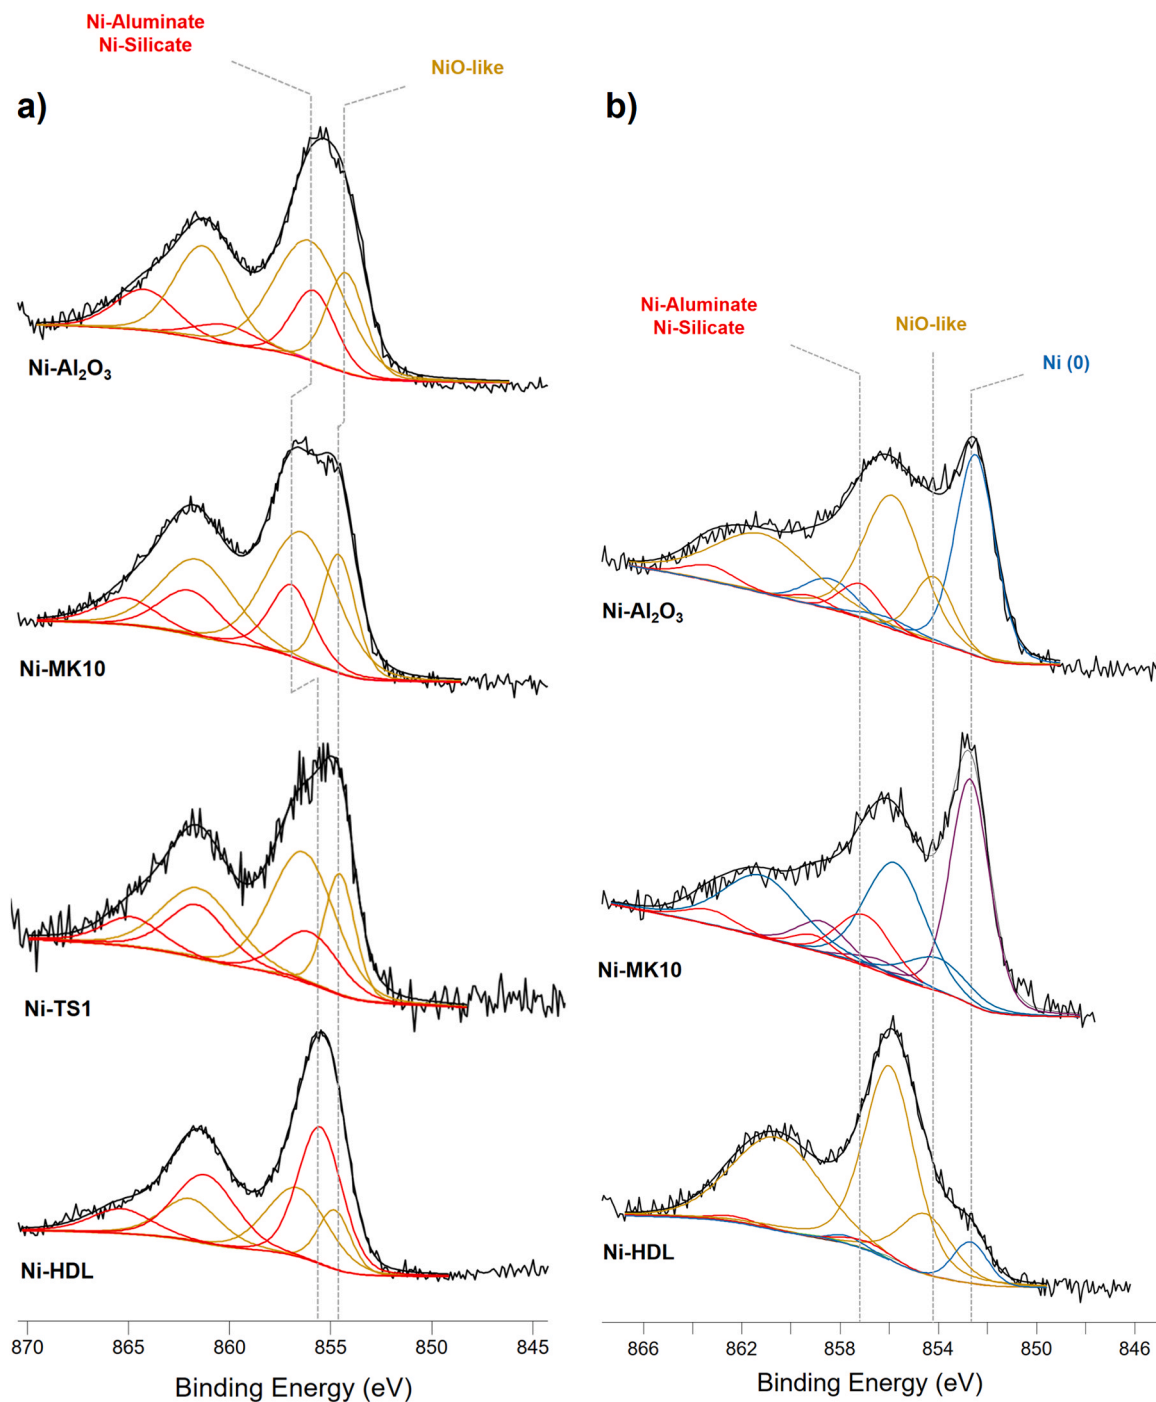 a)
Ni-Aluminate
Ni-Silicate
NiO-like
Ni-Al₂O₃
Ni-MK10
Ni-TS1
Ni-HDL
870 865 860 855 850 845
Binding Energy (eV)
b)
Ni-Aluminate
Ni-Silicate
NiO-like
Ni (0)
Ni-Al₂O₃
Ni-MK10
Ni-HDL
866 862 858 854 850 846
Binding Energy (eV)